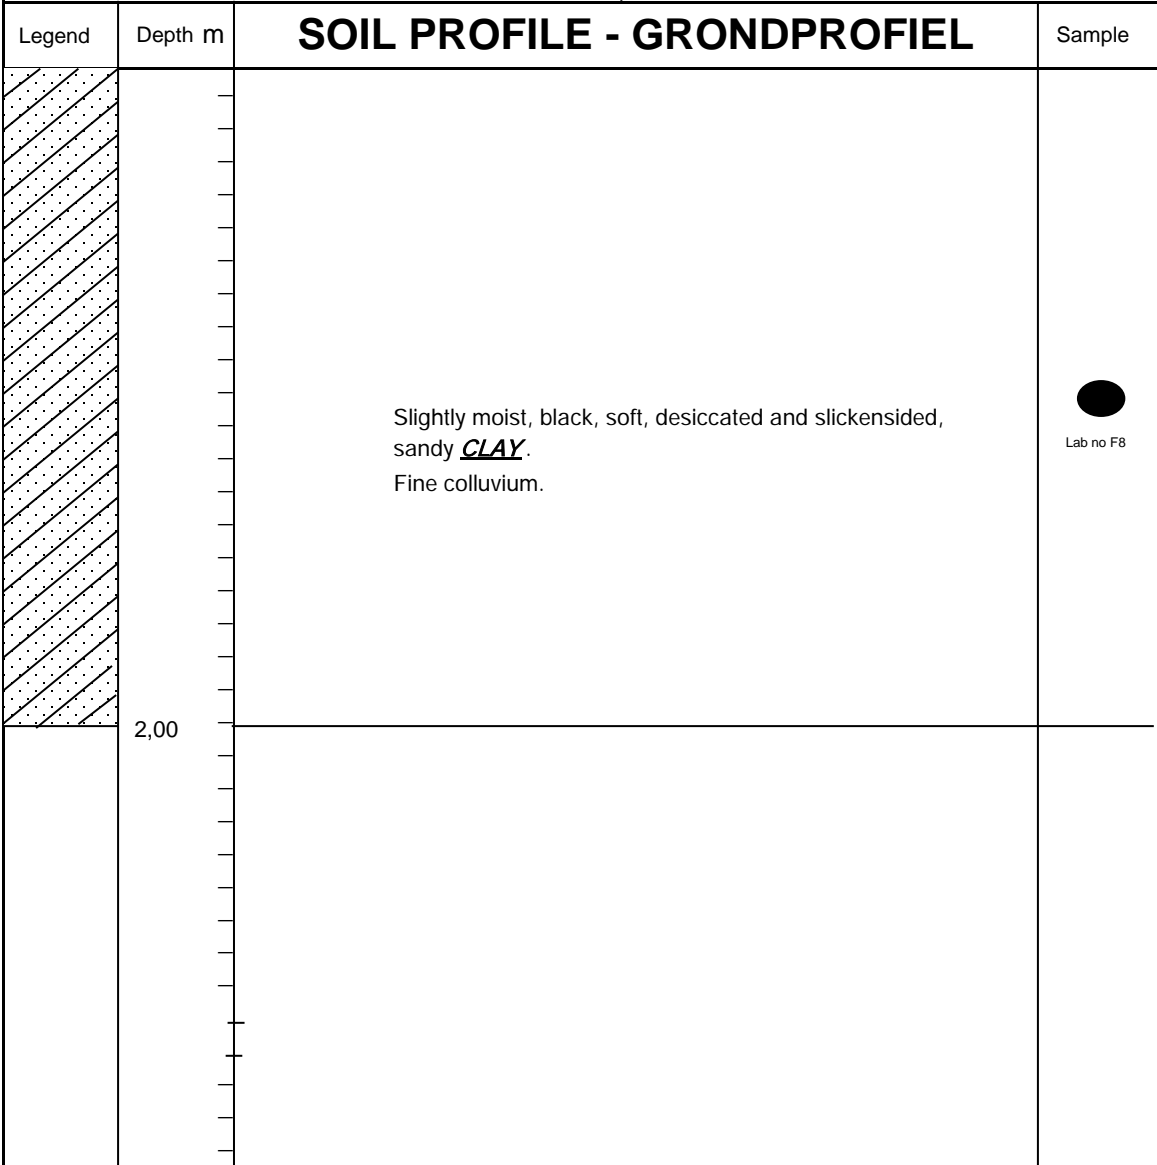 Legend
Depth m
SOIL PROFILE - GRONDPROFIEL
Sample
Slightly moist, black, soft, desiccated and slickensided,
sandy CLAY.
Fine colluvium.
Lab no F8
2,00